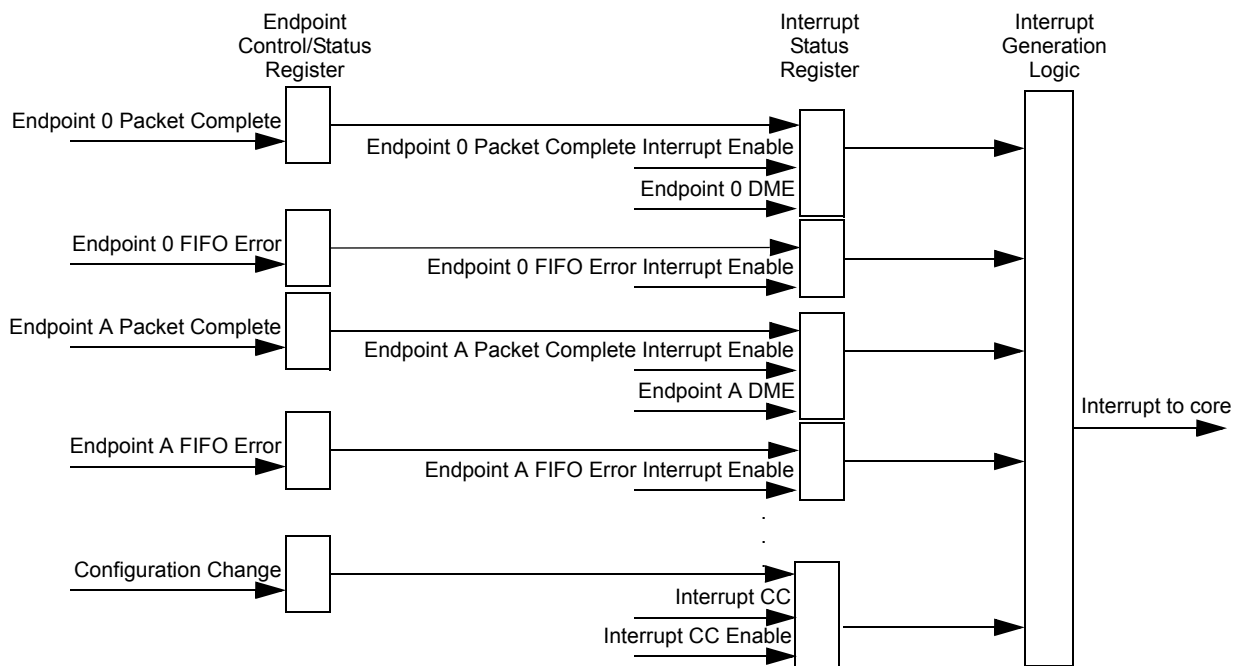 Endpoint
Control/Status
Register
Interrupt
Status
Register
Interrupt
Generation
Logic
Endpoint 0 Packet Complete
Endpoint 0 Packet Complete Interrupt Enable
Endpoint 0 DME
Endpoint 0 FIFO Error
Endpoint 0 FIFO Error Interrupt Enable
Endpoint A Packet Complete
Endpoint A Packet Complete Interrupt Enable
Endpoint A DME
Interrupt to core
Endpoint A FIFO Error
Endpoint A FIFO Error Interrupt Enable
.
.
.
Configuration Change
Interrupt CC
Interrupt CC Enable